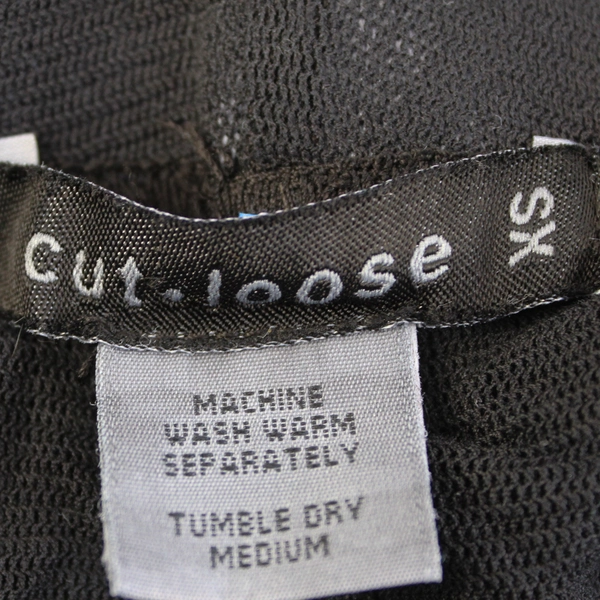 cut.loose
XS
MACHINE
WASH WARM
SEPARATELY
TUMBLE DRY
MEDIUM